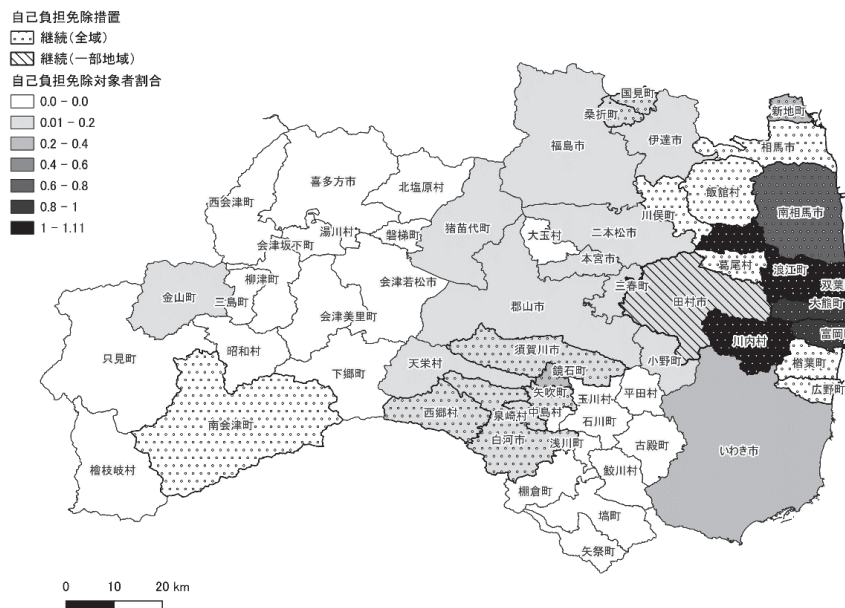 自己負担免除措置
継続(全域)
継続(一部地域)
自己負担免除対象者割合
0.0 - 0.0
0.01 - 0.2
0.2 - 0.4
0.4 - 0.6
0.6 - 0.8
0.8 - 1
1 - 1.11
国見町
桑折町
新地町
福島市
伊達市
相馬市
喜多方市
北塩原村
飯舘村
西会津町
川俣町
南相馬市
猪苗代町
湯川村
磐梯町
大玉村
二本松市
会津坂下町
本宮市
葛尾村
浪江町
柳津町
会津若松市
三春町
双葉
金山町
三島町
田村市
大熊町
郡山市
会津美里町
富岡
川内村
只見町
昭和村
須賀川市
小野町
楢葉町
下郷町
天栄村
鏡石町
広野町
矢吹町
玉川村
平田村
西郷村
泉崎村
中島村
南会津町
石川町
白河市
浅川町
古殿町
いわき市
檜枝岐村
鮫川村
棚倉町
塙町
矢祭町
0 10 20 km